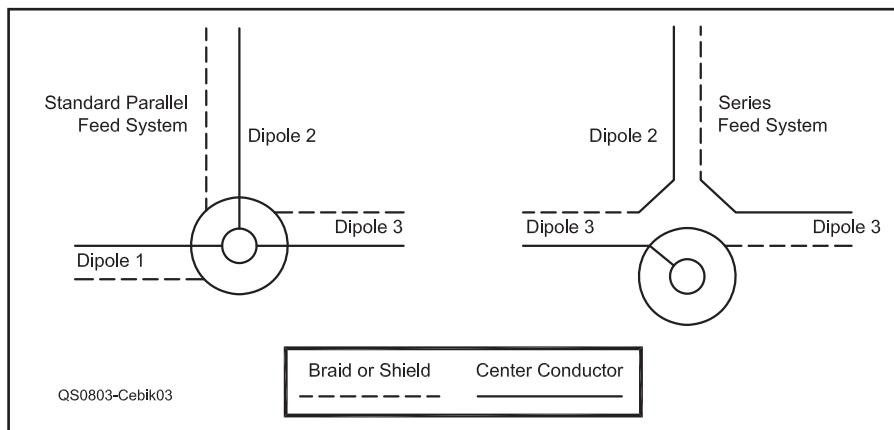 Standard Parallel
Feed System
Dipole 2
Dipole 3
Dipole 1
Dipole 2
Series
Feed System
Dipole 3
Dipole 3
Braid or Shield
Center Conductor
QS0803-Cebik03